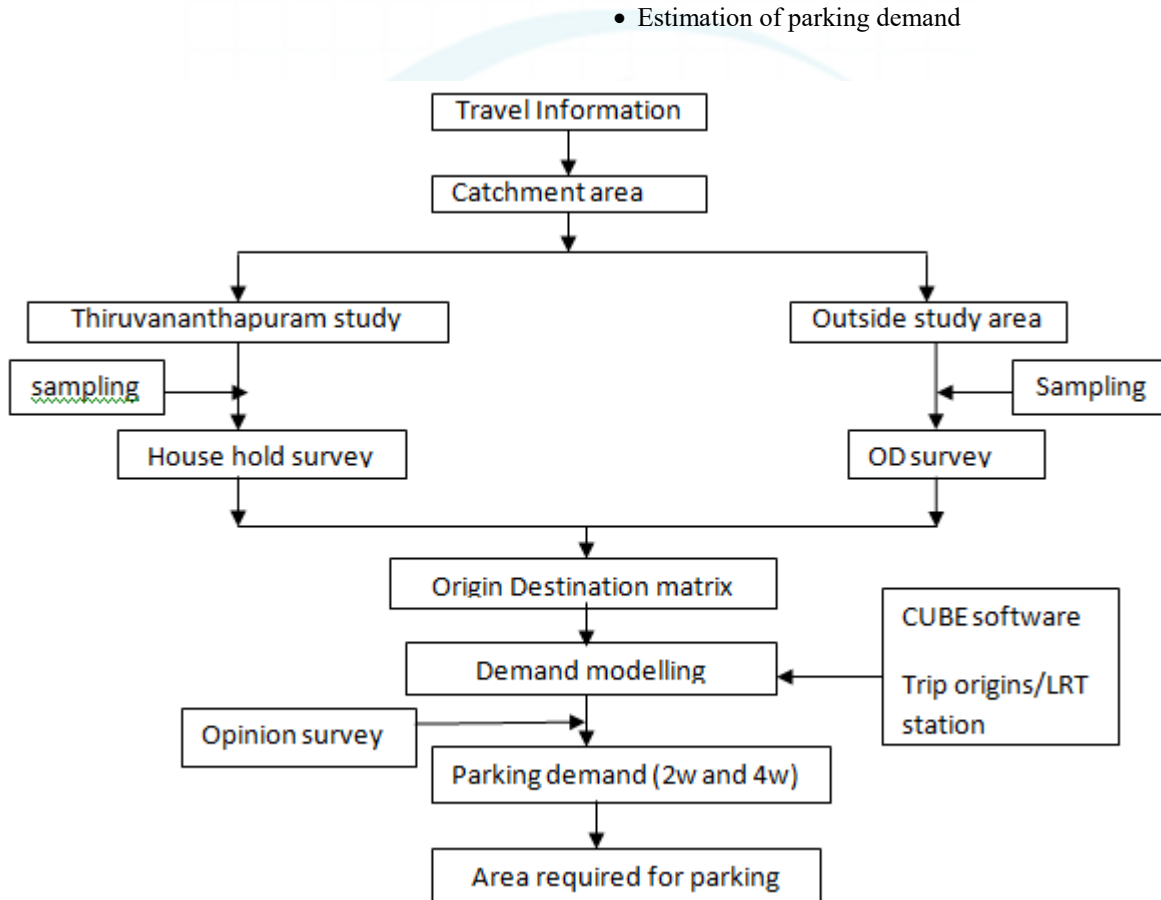 • Estimation of parking demand
Travel Information
Catchment area
Thiruvananthapuram study
Outside study area
sampling
Sampling
House hold survey
OD survey
Origin Destination matrix
CUBE software
Trip origins/LRT
station
Demand modelling
Opinion survey
Parking demand (2w and 4w)
Area required for parking